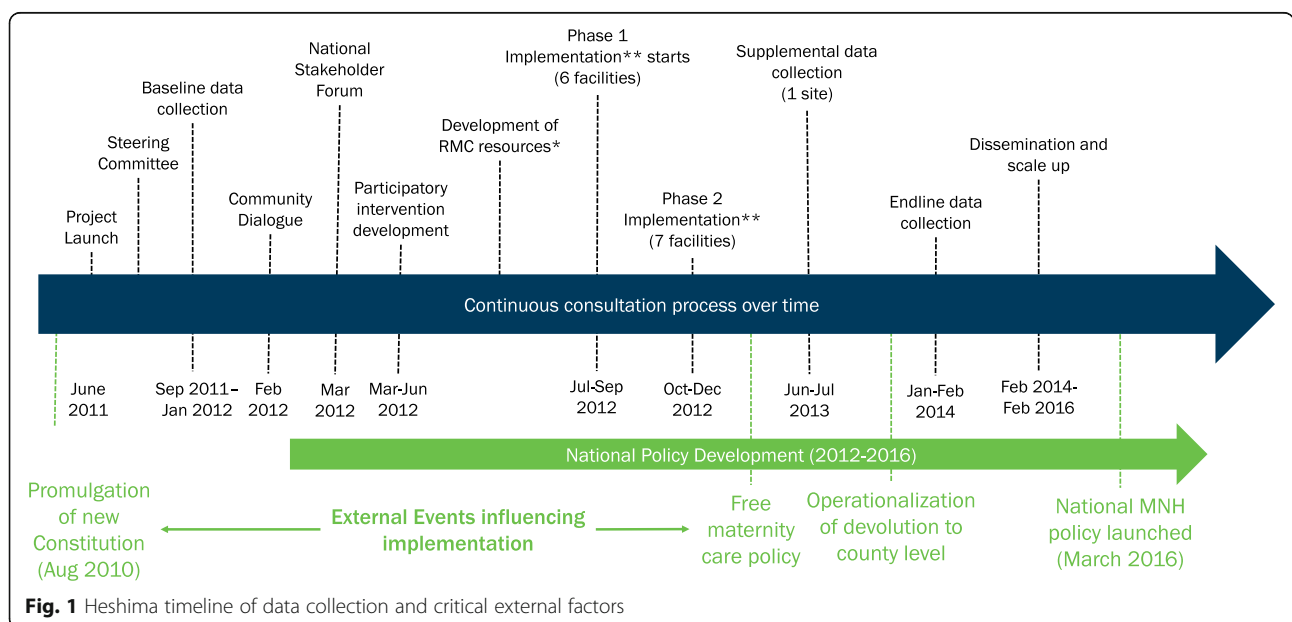 Project
Launch
Steering
Committee
Baseline data
collection
Community
Dialogue
National
Stakeholder
Forum
Participatory
intervention
development
Development of
RMC resources*
Phase 1
Implementation** starts
(6 facilities)
Phase 2
Implementation**
(7 facilities)
Supplemental data
collection
(1 site)
Endline data
collection
Dissemination and
scale up
Continuous consultation process over time
June
2011
Sep 2011–
Jan 2012
Feb
2012
Mar
2012
Mar-Jun
2012
Jul-Sep
2012
Oct-Dec
2012
Jun-Jul
2013
Jan-Feb
2014
Feb 2014-
Feb 2016
National Policy Development (2012-2016)
Promulgation
of new
Constitution
(Aug 2010)
External Events influencing
implementation
Free
maternity
care policy
Operationalization
of devolution to
county level
National MNH
policy launched
(March 2016)
Fig. 1 Heshima timeline of data collection and critical external factors